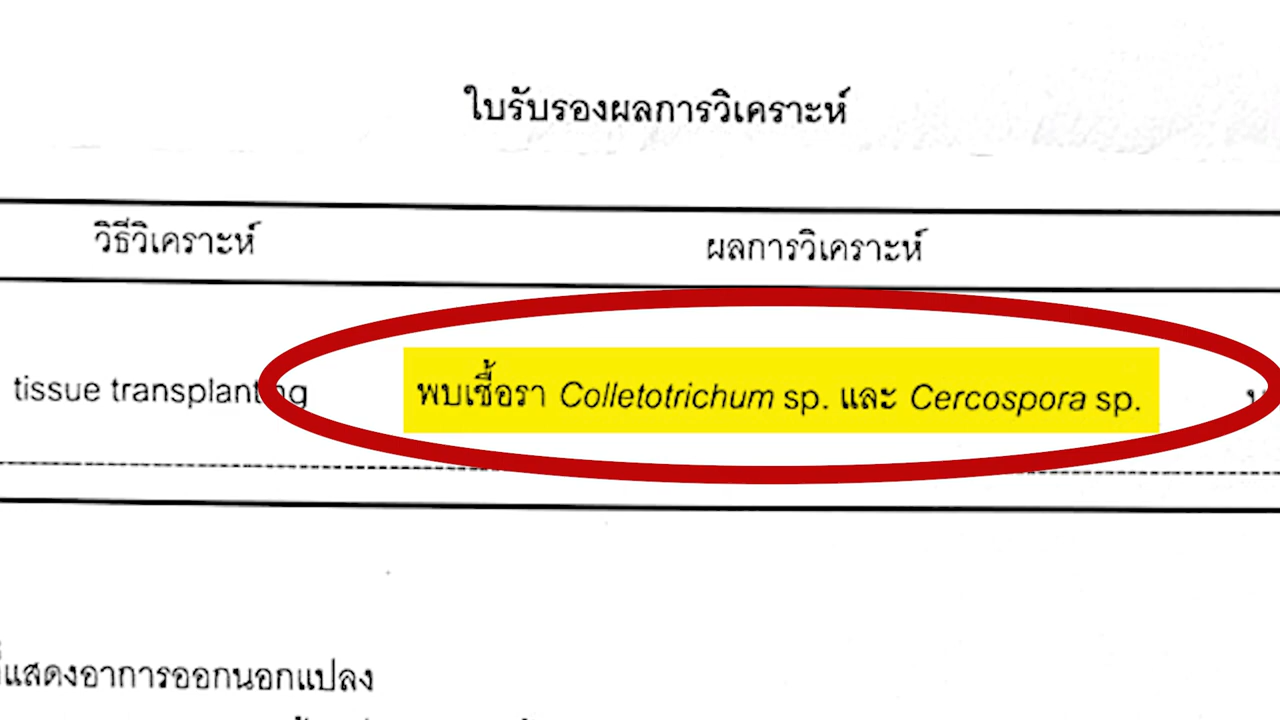 ใบรับรองผลการวิเคราะห์
วิธีวิเคราะห์ ผลการวิเคราะห์
tissue transplanting พบเชื้อรา Colletotrichum sp. และ Cercospora sp.
ที่แสดงอาการออกนอกแปลง